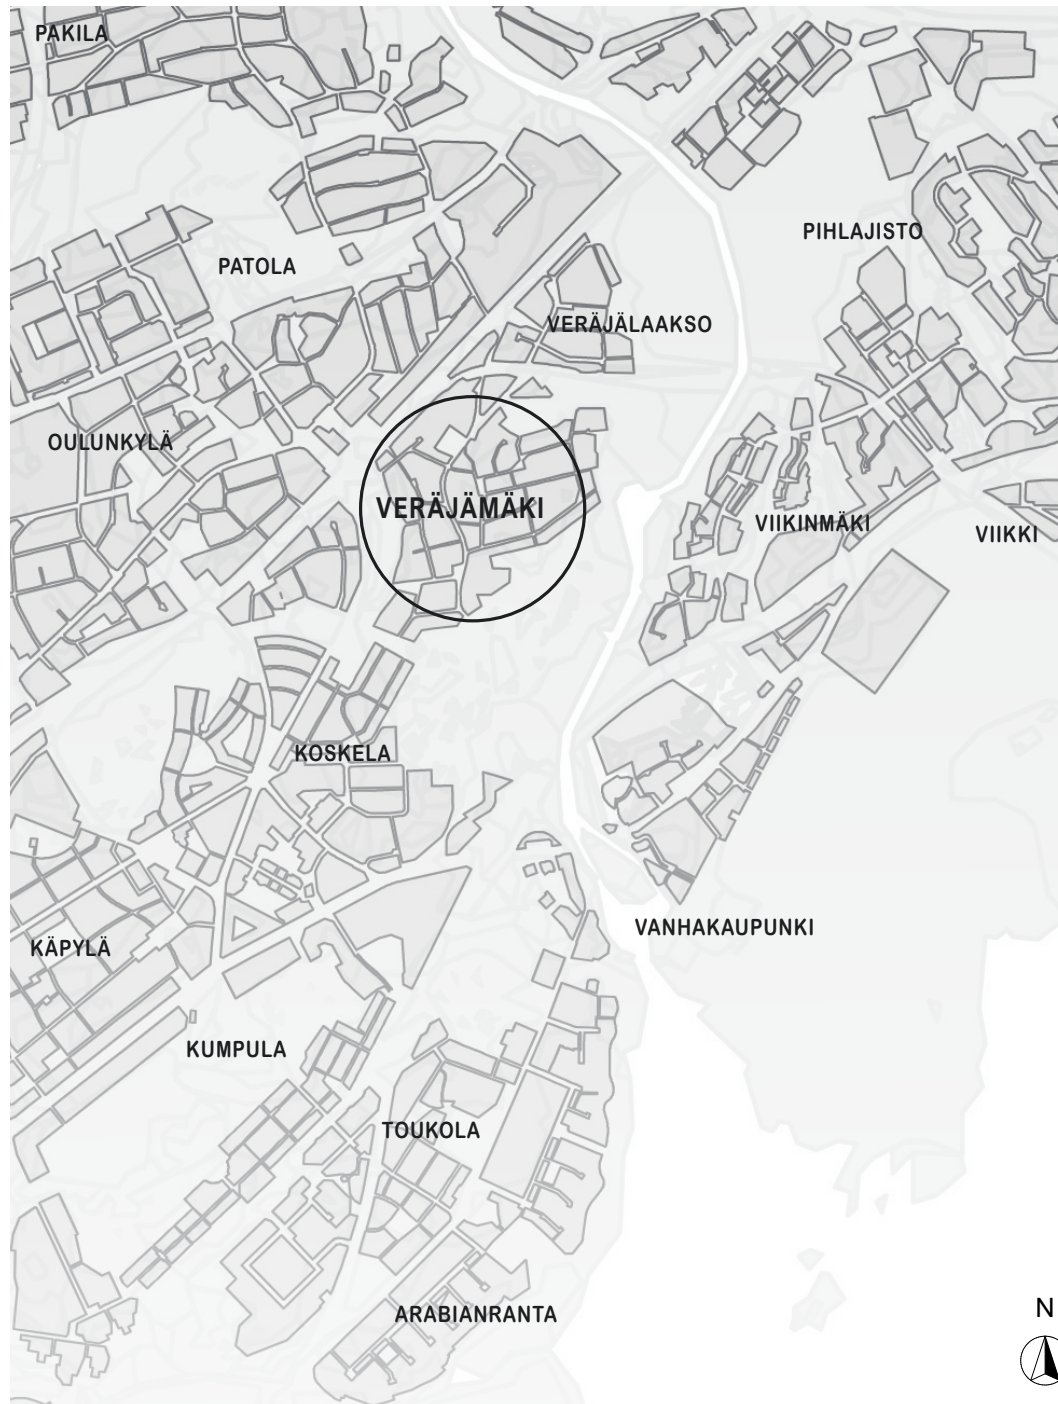 PAKILA
PIHLAJISTO
PATOLA
VERÄJÄLAAKSO
OULUNKYLÄ
VERÄJÄMÄKI
VIIKINMÄKI
VIIKKI
KOSKELA
VANHAKAUPUNKI
KÄPYLÄ
KUMPULA
TOUKOLA
ARABIANRANTA
N